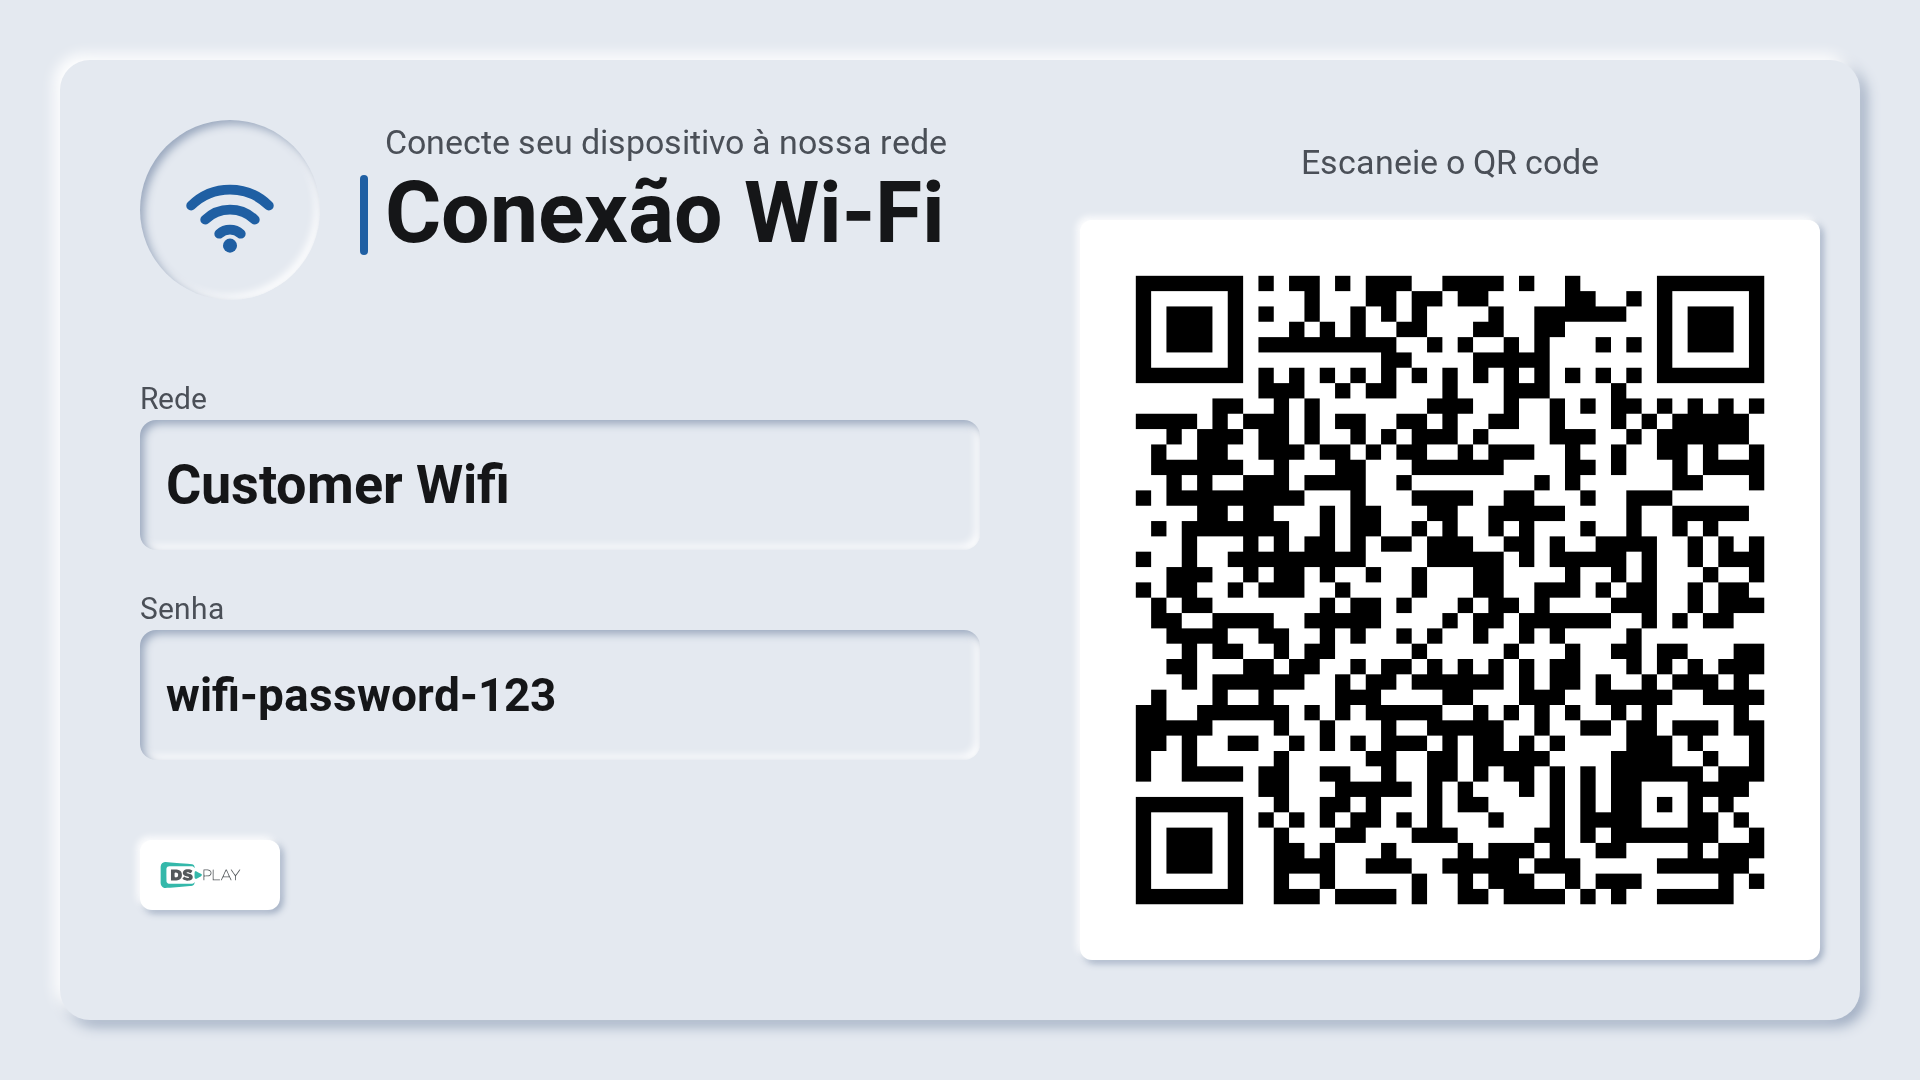 Conecte seu dispositivo à nossa rede
Conexão Wi-Fi
Escaneie o QR code
Rede
Customer Wifi
Senha
wifi-password-123
DS PLAY